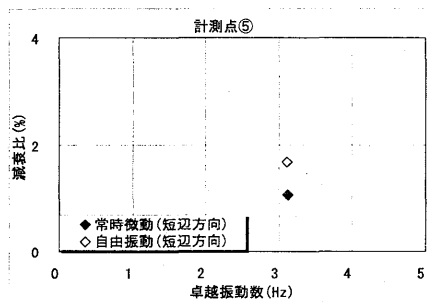 計測点⑤
4
2
0
減衰比(%)
◆常時微動(短辺方向)
◇自由振動(短辺方向)
0 1 2 3 4 5
卓越振動数(Hz)